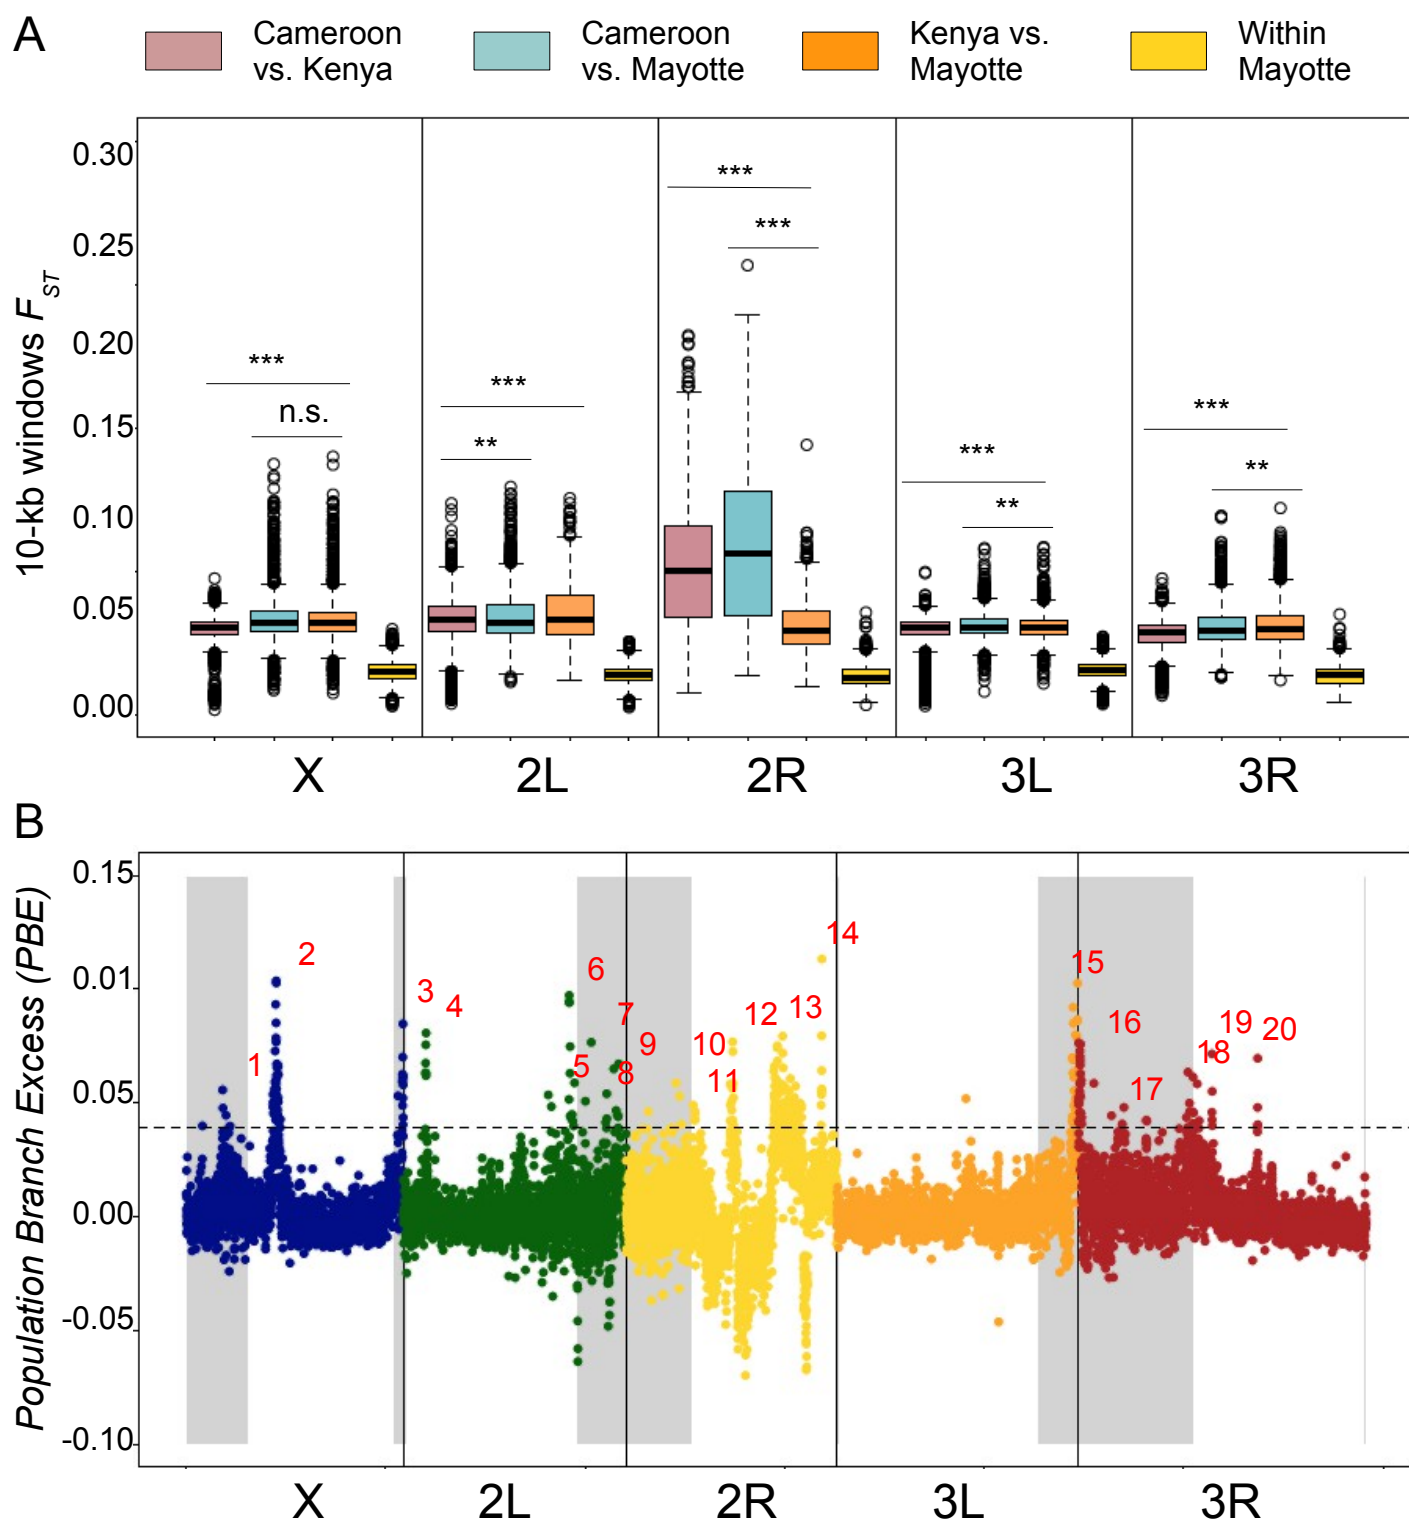 A
Cameroon vs. Kenya
Cameroon vs. Mayotte
Kenya vs. Mayotte
Within Mayotte
10-kb windows F_ST
0.30
0.25
0.20
0.15
0.10
0.05
0.00
***
n.s.
***
**
***
***
***
**
***
**
X
2L
2R
3L
3R
B
Population Branch Excess (PBE)
0.15
0.01
0.05
0.00
-0.05
-0.10
1
2
3
4
5
6
7
8
9
10
11
12
13
14
15
16
17
18
19
20
X
2L
2R
3L
3R